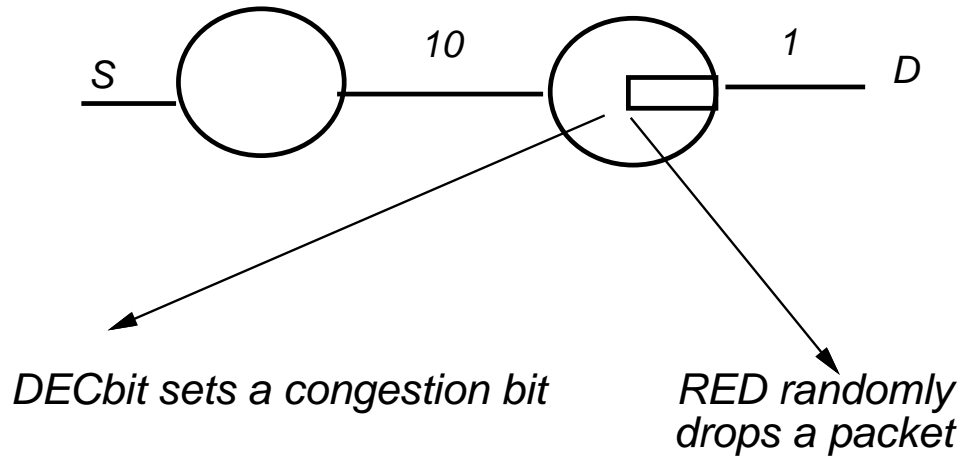 S
10
1
D
DECbit sets a congestion bit
RED randomly
drops a packet